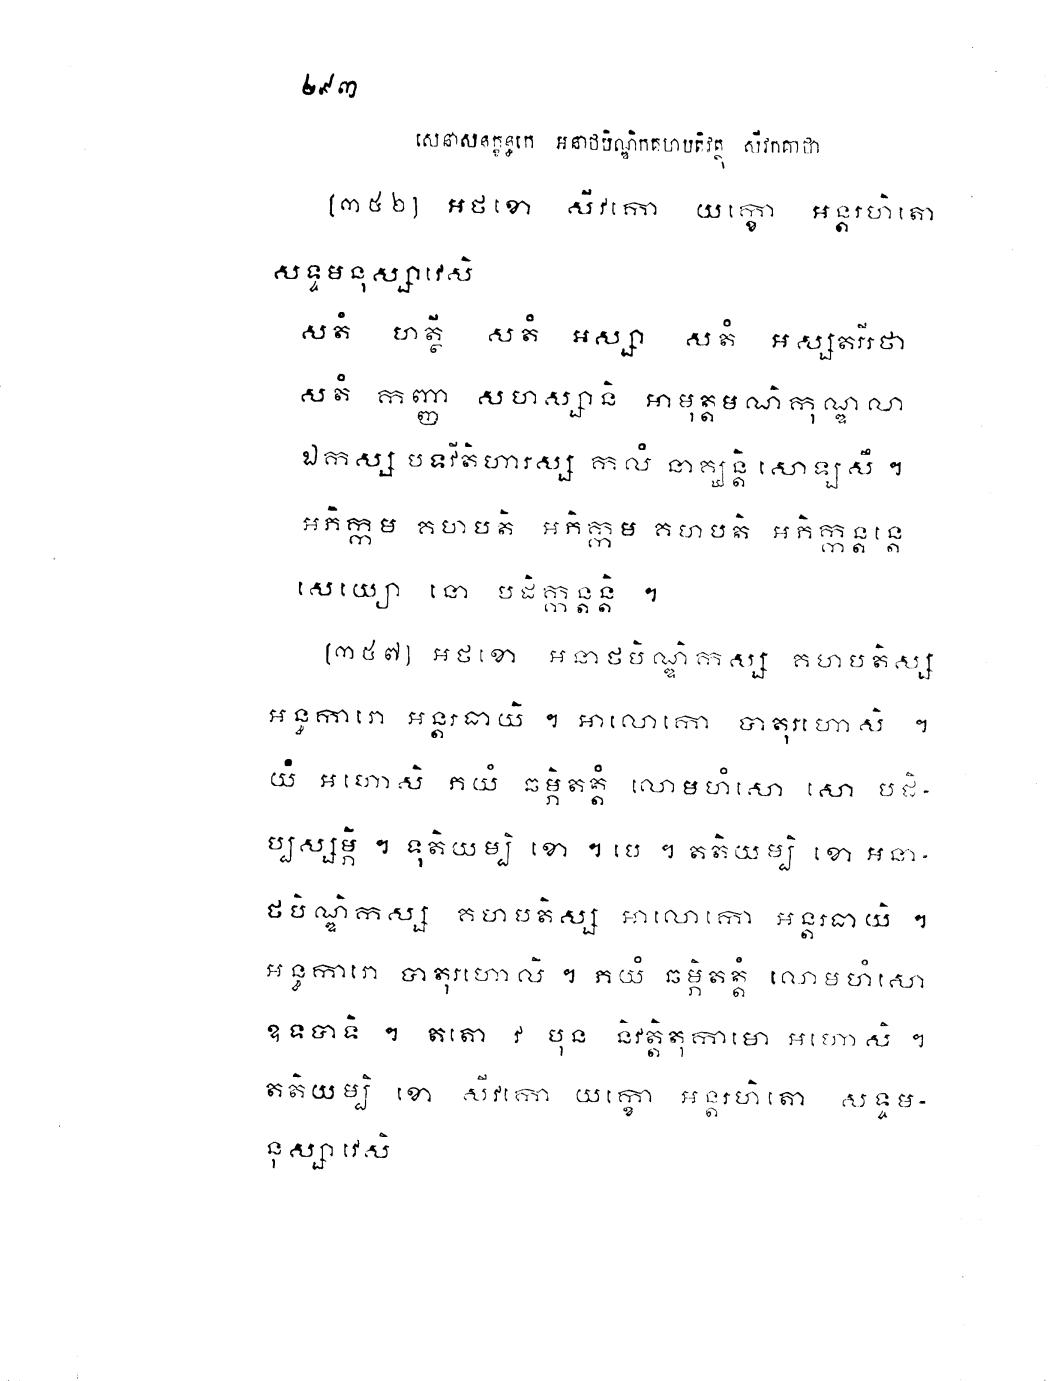 ២៩៣
សេនាសនក្ខន្ធកេ អនាថបិណ្ឌិកគហបតិវត្ថុ សីវកគាថា
[៣៥៦] អថខោ សីវកោ យក្ខោ អន្តរហិតោ
សទ្ទមនុស្សាវេសិ
សតំ ហត្ថី សតំ អស្សា សតំ អស្សតរីរថា
សតំ កញ្ញា សហស្សានិ អាមុត្តមណិកុណ្ឌលា
ឯកស្ស បទវីតិហារស្ស កលំ នាគ្ឃន្តិ សោឡសឹ ។
អភិក្កម គហបតិ អភិក្កម គហបតិ អភិក្កន្តន្តេ
សេយ្យោ នោ បដិក្កន្តន្តិ ។
[៣៥៧] អថខោ អនាថបិណ្ឌិកស្ស គហបតិស្ស
អន្ធការោ អន្តរធាយិ ។ អាលោកោ បាតុរហោសិ ។
យំ អហោសិ ភយំ ឆម្ភិតត្តំ លោមហំសោ សោ បដិ-
ប្បស្សម្ភិ ។ ទុតិយម្បិ ខោ ។ បេ ។ តតិយម្បិ ខោ អនា-
ថបិណ្ឌិកស្ស គហបតិស្ស អាលោកោ អន្តរធាយិ ។
អន្ធការោ បាតុរហោសិ ។ ភយំ ឆម្ភិតត្តំ លោមហំសោ
ឧទបាទិ ។ តតោ វ បុន និវត្តិតុកាមោ អហោសិ ។
តតិយម្បិ ខោ សីវកោ យក្ខោ អន្តរហិតោ សទ្ទម-
នុស្សាវេសិ